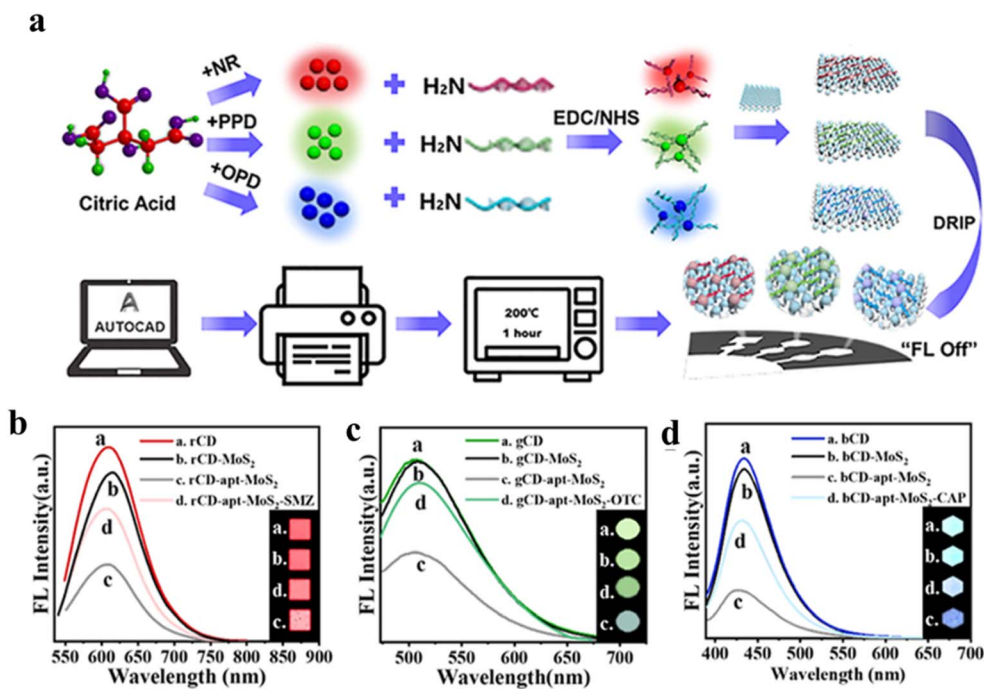 a
+NR
+PPD
+OPD
Citric Acid
H₂N
H₂N
H₂N
EDC/NHS
DRIP
A
AUTOCAD
200℃
1 hour
“FL Off”
b
FL Intensity(a.u.)
a
b
d
c
a. rCD
b. rCD-MoS₂
c. rCD-apt-MoS₂
d. rCD-apt-MoS₂-SMZ
a.
b.
d.
c.
550 600 650 700 750 800 850 900
Wavelength (nm)
c
FL Intensity(a.u.)
a
b
d
c
a. gCD
b. gCD-MoS₂
c. gCD-apt-MoS₂
d. gCD-apt-MoS₂-OTC
a.
b.
d.
c.
500 550 600 650 700
Wavelength(nm)
d
FL Intensity(a.u.)
a
b
d
c
a. bCD
b. bCD-MoS₂
c. bCD-apt-MoS₂
d. bCD-apt-MoS₂-CAP
a.
b.
d.
c.
400 450 500 550 600 650 700
Wavelength (nm)